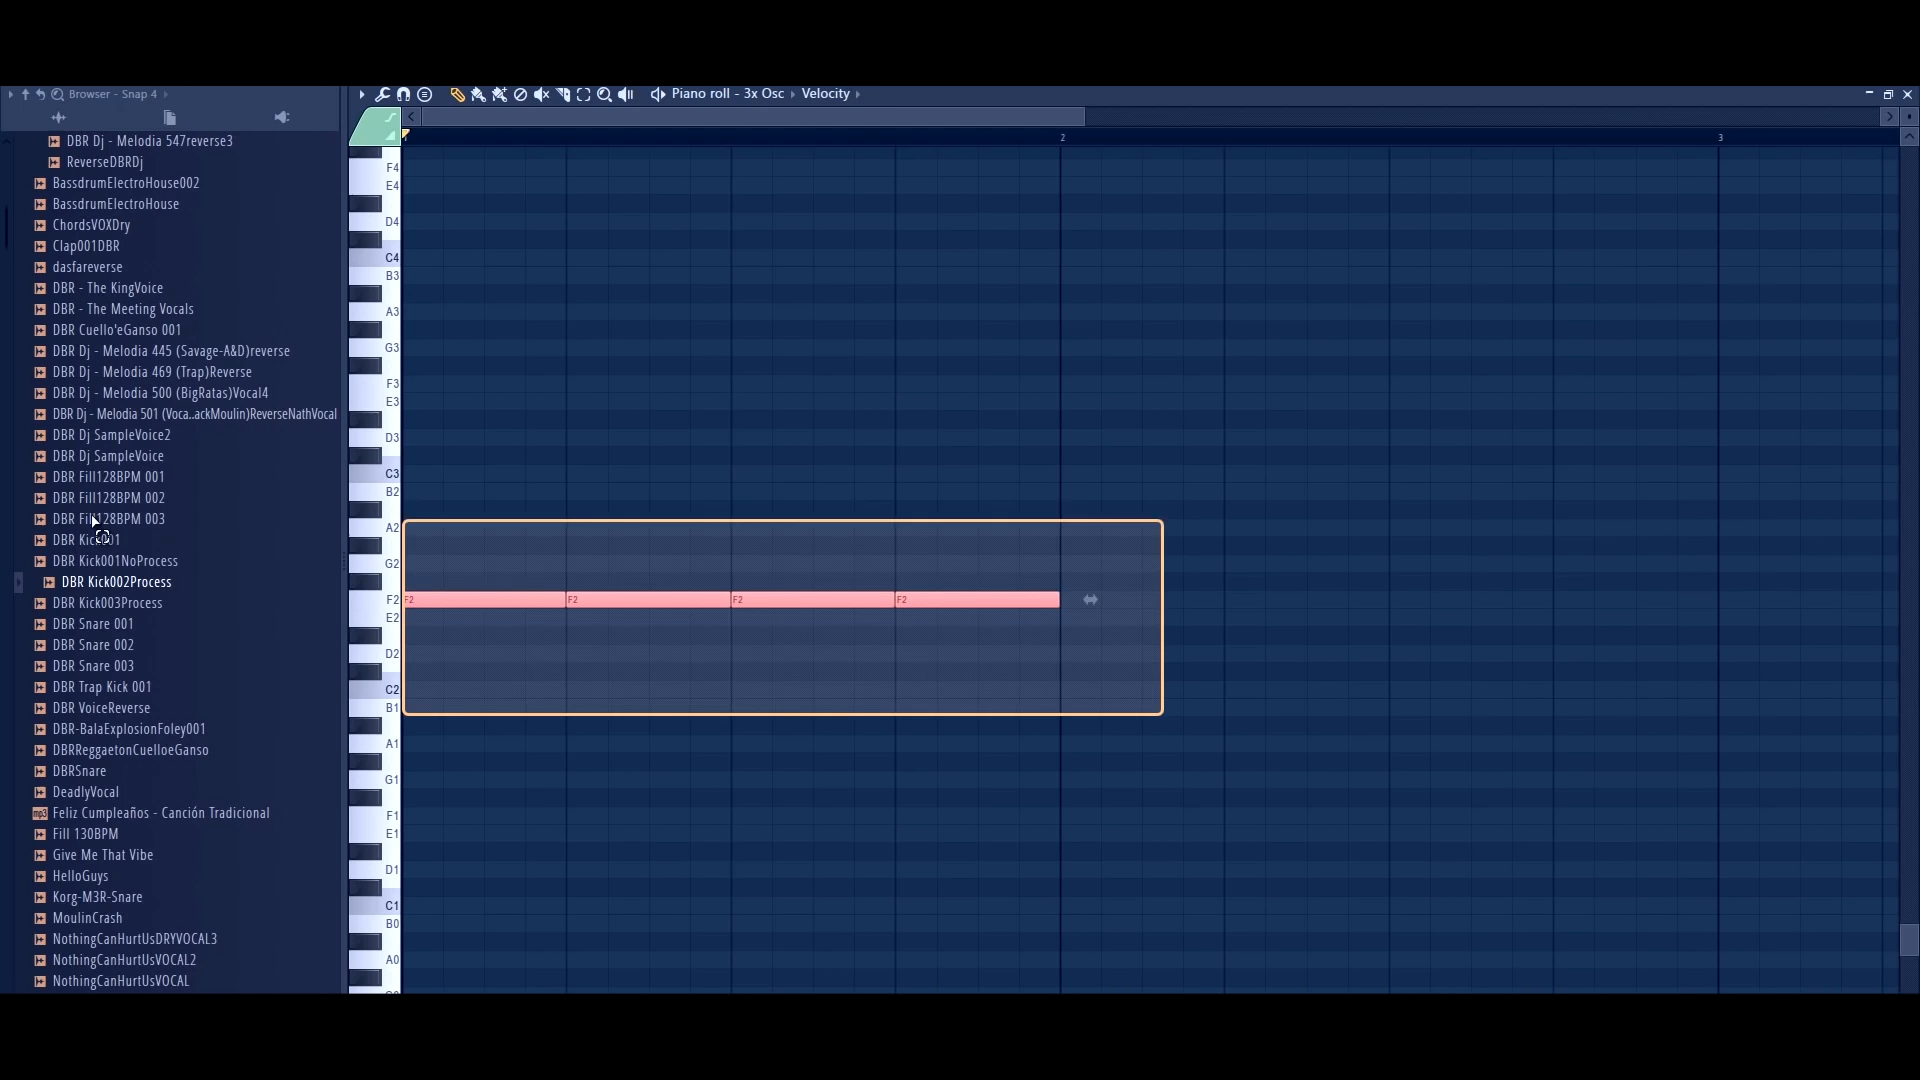 Browser - Snap 4
Piano roll - 3x Osc
Velocity
DBR Dj - Melodia 547reverse3
ReverseDBRDj
BassdrumElectroHouse002
BassdrumElectroHouse
ChordsVOXDry
Clap001DBR
dasfareverse
DBR - The KingVoice
DBR - The Meeting Vocals
DBR Cuello'eGanso 001
DBR Dj - Melodia 445 (Savage-A&D)reverse
DBR Dj - Melodia 469 (Trap)Reverse
DBR Dj - Melodia 500 (BigRatas)Vocal4
DBR Dj - Melodia 501 (Voca..ackMoulin)ReverseNathVocal
DBR Dj SampleVoice2
DBR Dj SampleVoice
DBR Fill128BPM 001
DBR Fill128BPM 002
DBR Fill128BPM 003
DBR Kick001
DBR Kick001NoProcess
DBR Kick002Process
DBR Kick003Process
DBR Snare 001
DBR Snare 002
DBR Snare 003
DBR Trap Kick 001
DBR VoiceReverse
DBR-BalaExplosionFoley001
DBRReggaetonCuelloeGanso
DBRSnare
DeadlyVocal
mp3 Feliz Cumpleaños - Canción Tradicional
Fill 130BPM
Give Me That Vibe
HelloGuys
Korg-M3R-Snare
MoulinCrash
NothingCanHurtUsDRYVOCAL3
NothingCanHurtUsVOCAL2
NothingCanHurtUsVOCAL
2
3
F4
E4
D4
C4
B3
A3
G3
F3
E3
D3
C3
B2
A2
G2
F2 F2 F2 F2 F2
E2
D2
C2
B1
A1
G1
F1
E1
D1
C1
B0
A0